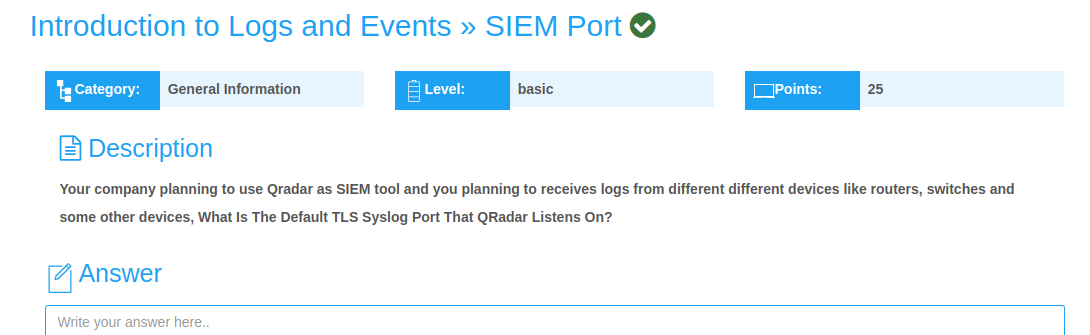 Introduction to Logs and Events » SIEM Port
Category: General Information Level: basic Points: 25
Description
Your company planning to use Qradar as SIEM tool and you planning to receives logs from different different devices like routers, switches and
some other devices, What Is The Default TLS Syslog Port That QRadar Listens On?
Answer
Write your answer here..